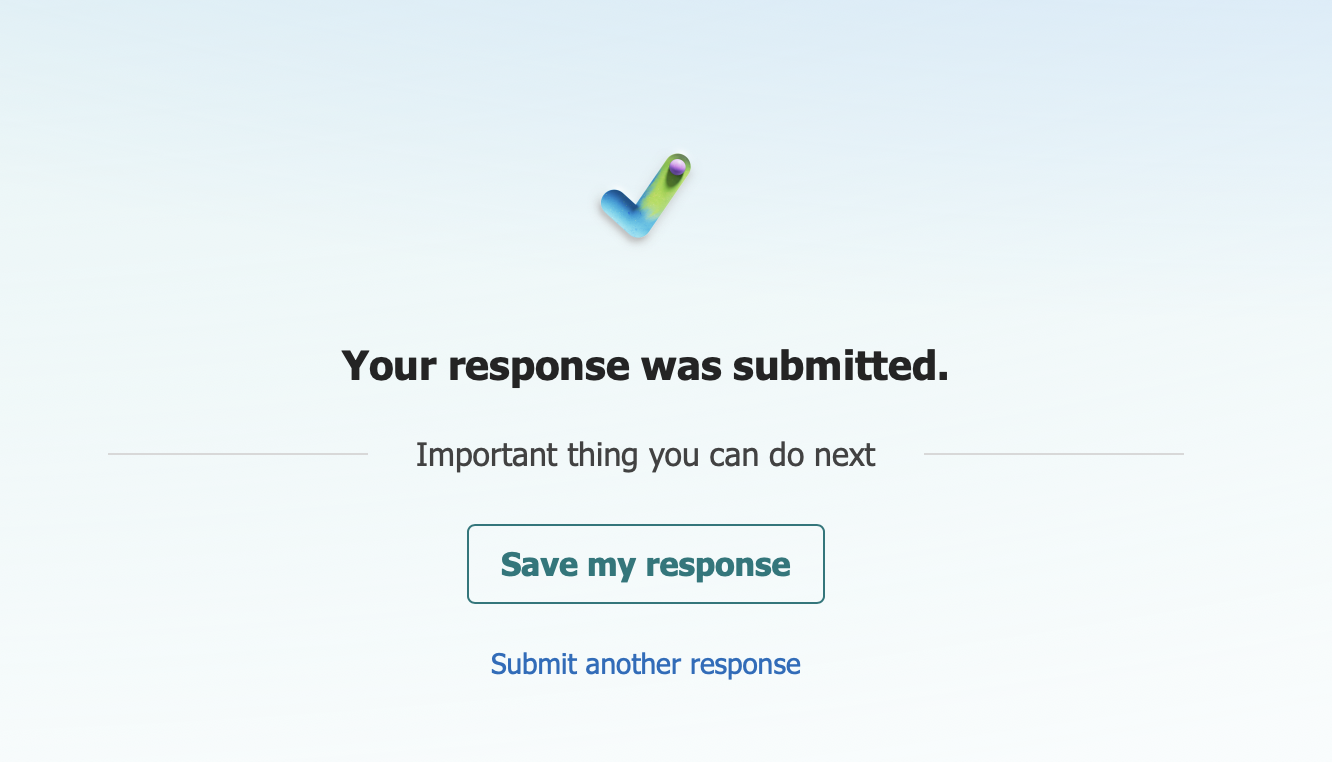 Your response was submitted.
Important thing you can do next
Save my response
Submit another response